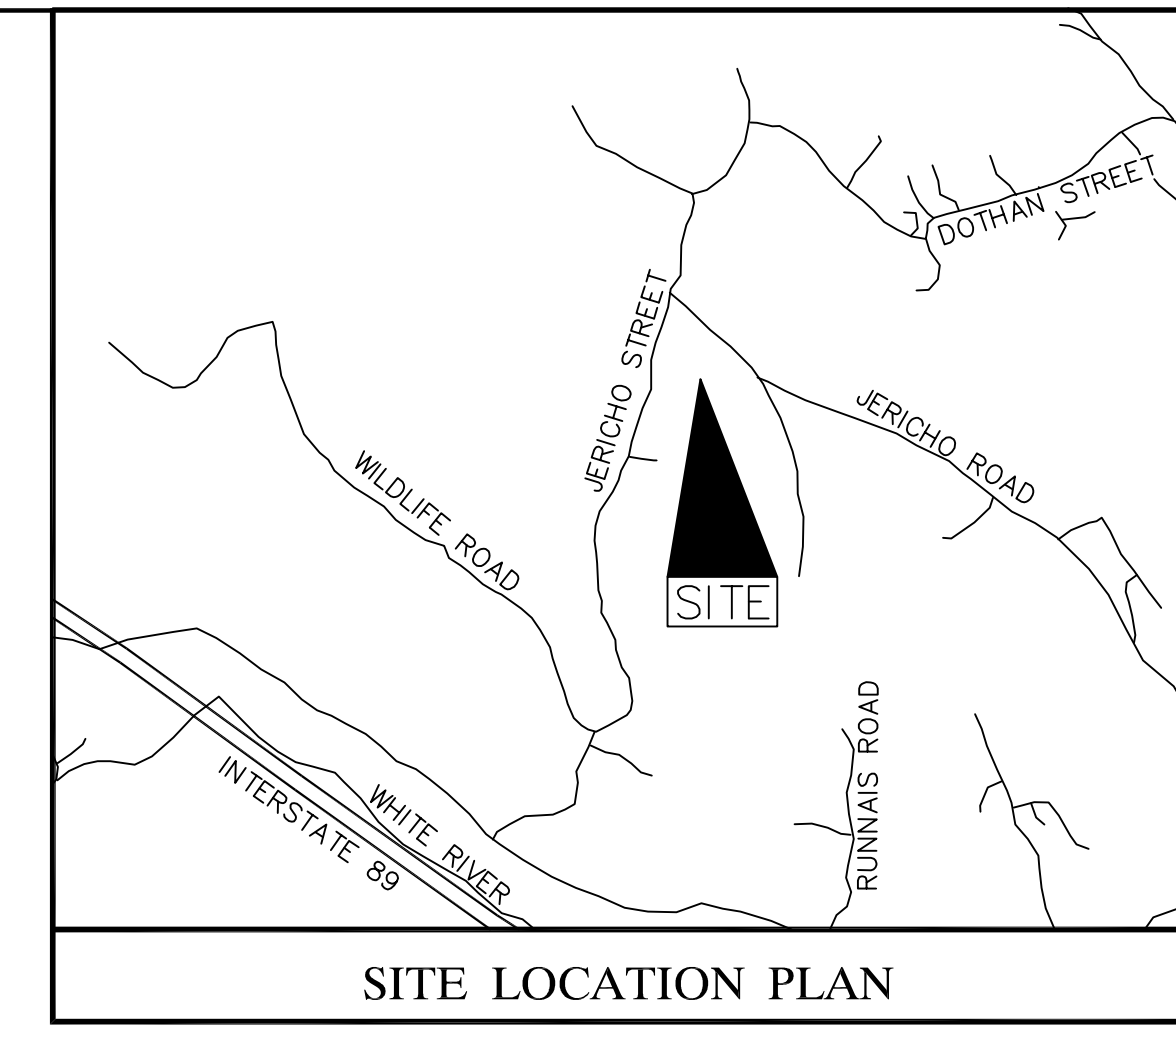 DOTHAN STREET
JERICHO STREET
JERICHO ROAD
WILDLIFE ROAD
SITE
RUNNAIS ROAD
WHITE RIVER
INTERSTATE 89
SITE LOCATION PLAN